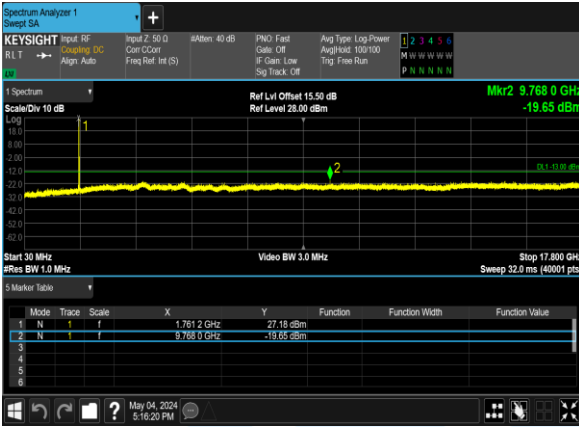 Spectrum Analyzer 1
Swept SA
+
KEYSIGHT Input: RF Input Z: 50 Ω #Atten: 40 dB PNO: Fast Avg Type: Log-Power 1 2 3 4 5 6
RLT Coupling: DC Corr CCorr Gate: Off Avg|Hold: 100/100 M W W W W W
Align: Auto Freq Ref: Int (S) IF Gain: Low Trig: Free Run
Sig Track: Off P N N N N N
1 Spectrum Mkr2 9.768 0 GHz
Ref Lvl Offset 15.50 dB
Scale/Div 10 dB Ref Level 28.00 dBm -19.65 dBm
Log
18.0 1
8.00
-2.00
-12.0 2 DL1 -13.00 dBm
-22.0
-32.0
-42.0
-52.0
-62.0
Start 30 MHz Video BW 3.0 MHz Stop 17.800 GHz
#Res BW 1.0 MHz Sweep 32.0 ms (40001 pts
5 Marker Table
Mode Trace Scale X Y Function Function Width Function Value
1 N 1 f 1.761 2 GHz 27.18 dBm
2 N 1 f 9.768 0 GHz -19.65 dBm
3
4
5
6
? May 04, 2024
5:16:20 PM